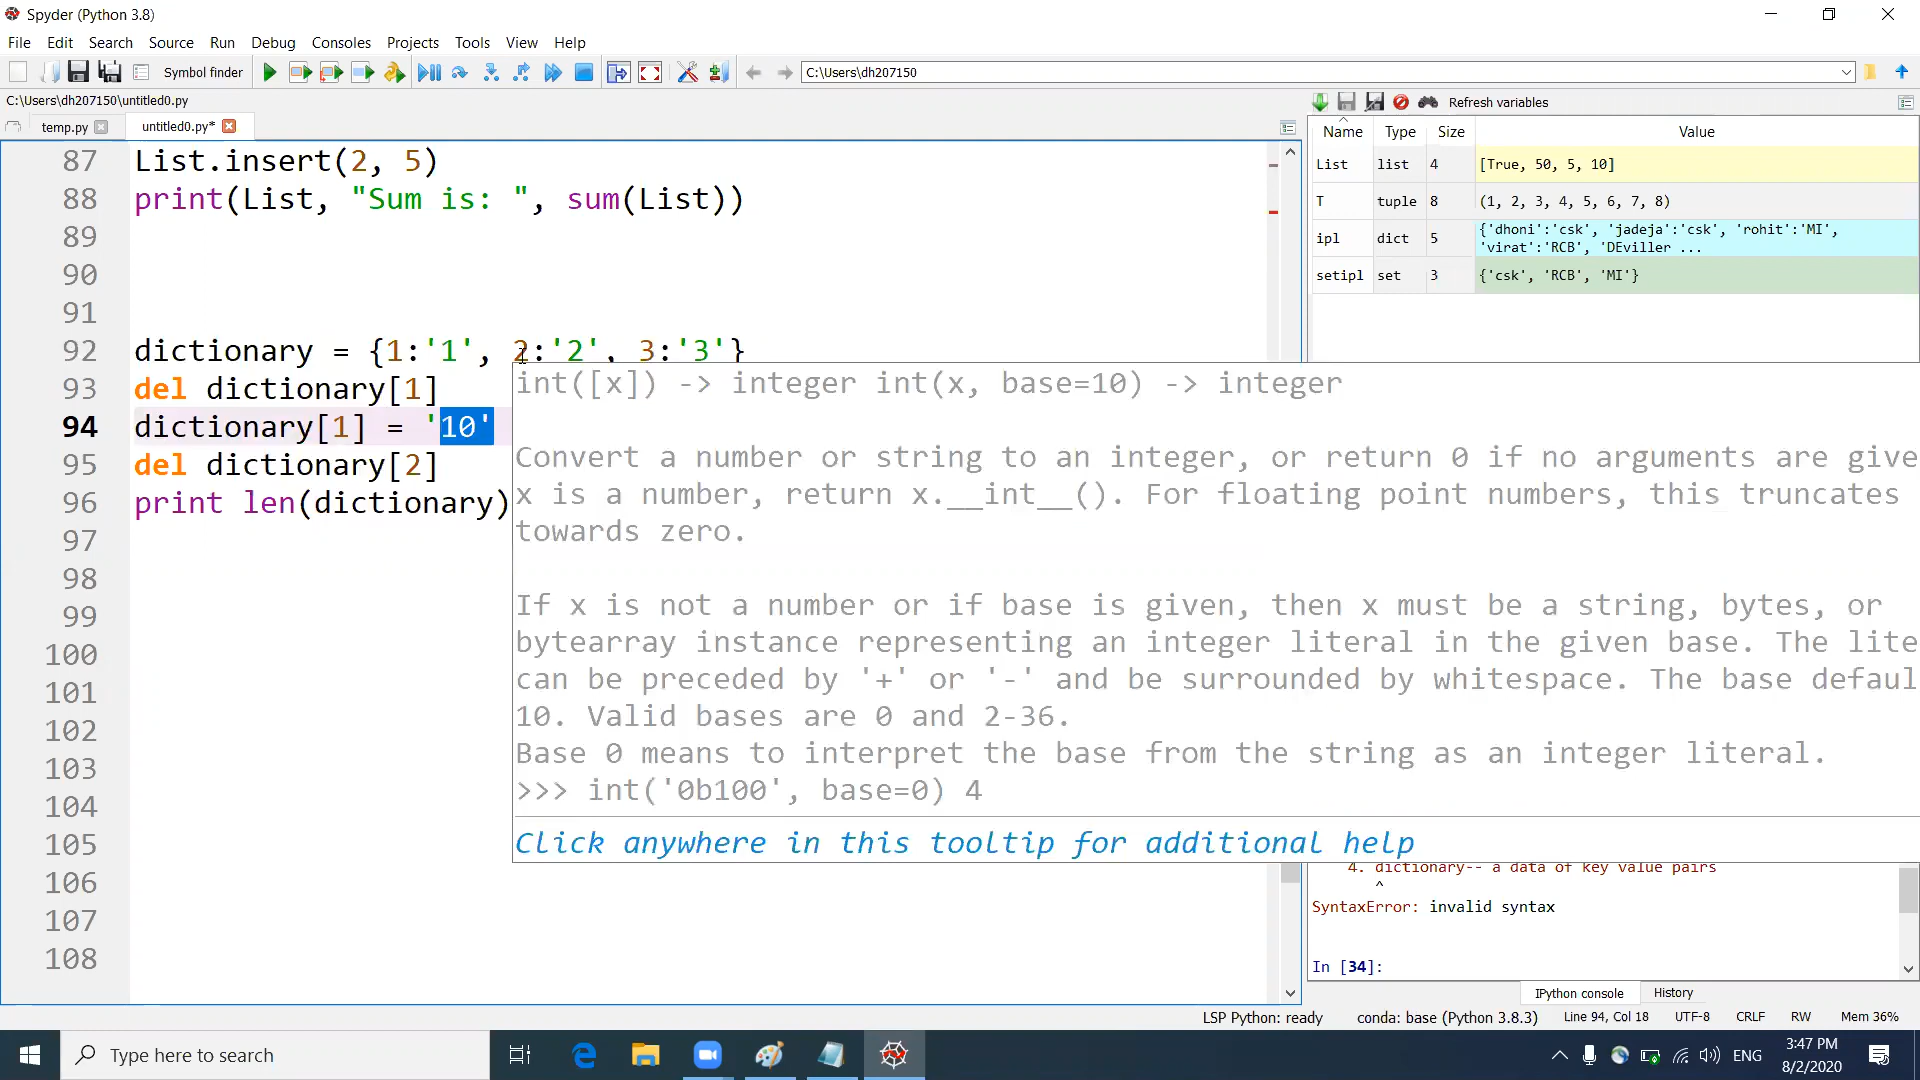 Spyder (Python 3.8)
File Edit Search Source Run Debug Consoles Projects Tools View Help
Symbol finder
C:\Users\dh207150
C:\Users\dh207150\untitled0.py
temp.py
untitled0.py*
Refresh variables
Name Type Size Value
List list 4 [True, 50, 5, 10]
T tuple 8 (1, 2, 3, 4, 5, 6, 7, 8)
ipl dict 5 {'dhoni':'csk', 'jadeja':'csk', 'rohit':'MI',
'virat':'RCB', 'DEviller ...
setipl set 3 {'csk', 'RCB', 'MI'}
87 List.insert(2, 5)
88 print(List, "Sum is: ", sum(List))
89
90
91
92 dictionary = {1:'1', 2:'2', 3:'3'}
93 del dictionary[1]
94 dictionary[1] = '10'
95 del dictionary[2]
96 print len(dictionary)
97
98
99
100
101
102
103
104
105
106
107
108
int([x]) -> integer int(x, base=10) -> integer
Convert a number or string to an integer, or return 0 if no arguments are give
x is a number, return x.__int__(). For floating point numbers, this truncates
towards zero.
If x is not a number or if base is given, then x must be a string, bytes, or
bytearray instance representing an integer literal in the given base. The lite
can be preceded by '+' or '-' and be surrounded by whitespace. The base defaul
10. Valid bases are 0 and 2-36.
Base 0 means to interpret the base from the string as an integer literal.
>>> int('0b100', base=0) 4
Click anywhere in this tooltip for additional help
4. dictionary-- a data of key value pairs
^
SyntaxError: invalid syntax
In [34]:
IPython console History
LSP Python: ready conda: base (Python 3.8.3) Line 94, Col 18 UTF-8 CRLF RW Mem 36%
Type here to search
ENG
3:47 PM
8/2/2020